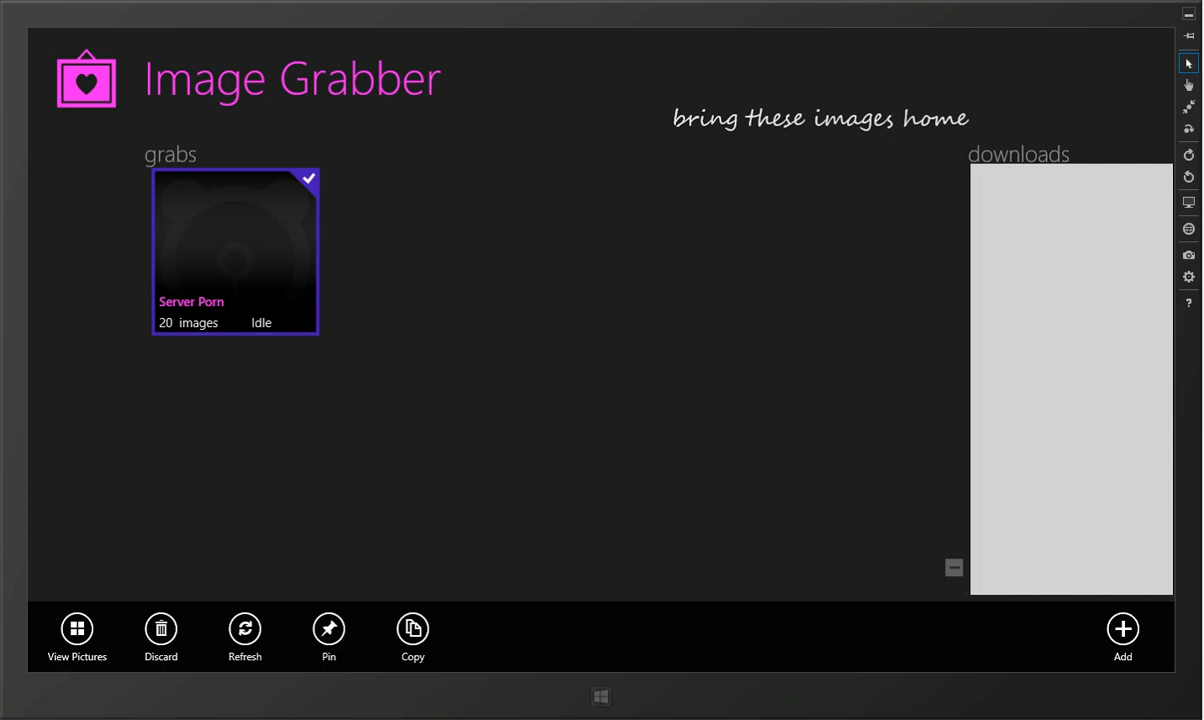 Image Grabber
bring these images home
grabs
downloads
Server Porn
20 images Idle
View Pictures
Discard
Refresh
Pin
Copy
Add
?